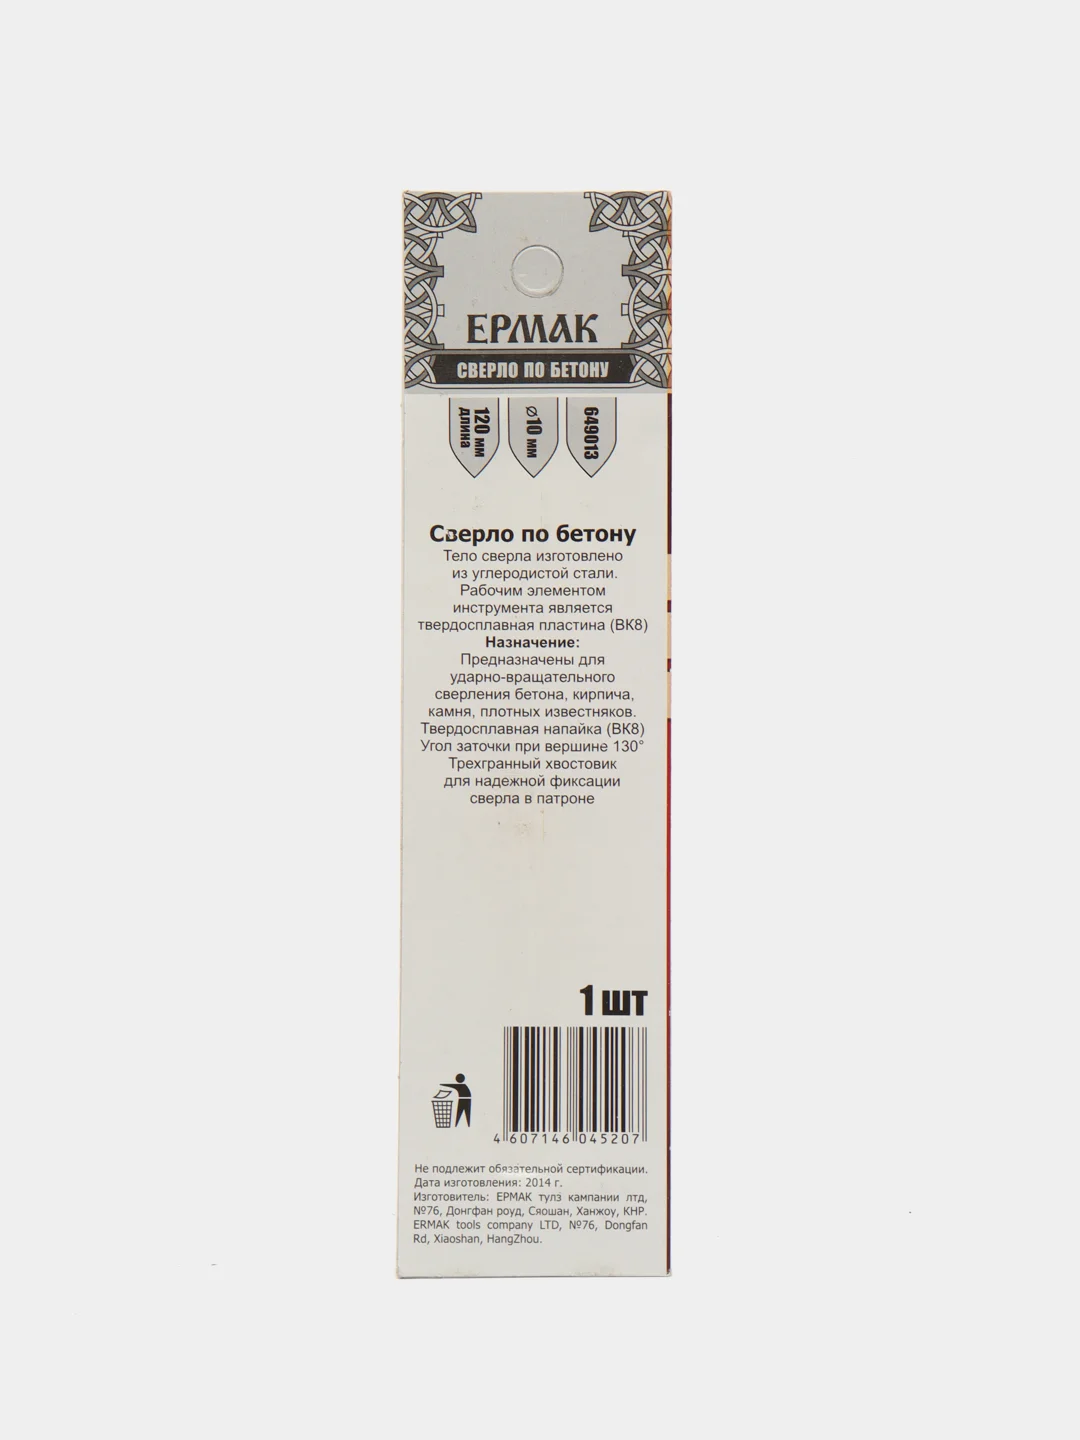 ЕРМАК
СВЕРЛО ПО БЕТОНУ
120 мм
длина
⌀10 мм
649013
Сверло по бетону
Тело сверла изготовлено
из углеродистой стали.
Рабочим элементом
инструмента является
твердосплавная пластина (ВК8)
Назначение:
Предназначены для
ударно-вращательного
сверления бетона, кирпича,
камня, плотных известняков.
Твердосплавная напайка (ВК8)
Угол заточки при вершине 130°
Трехгранный хвостовик
для надежной фиксации
сверла в патроне
1 шт
4 607146 045207
Не подлежит обязательной сертификации.
Дата изготовления: 2014 г.
Изготовитель: ЕРМАК тулз кампании лтд,
№76, Донгфан роуд, Сяошан, Ханжоу, КНР.
ERMAK tools company LTD, №76, Dongfan
Rd, Xiaoshan, HangZhou.